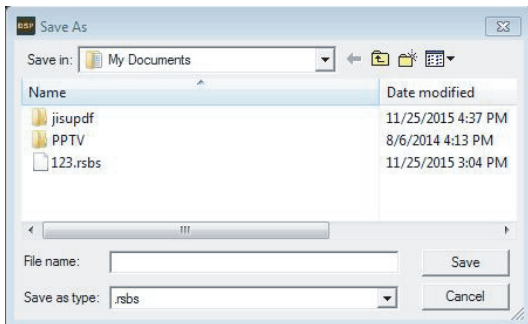 DSP Save As
Save in: My Documents
Name Date modified
jisupdf 11/25/2015 4:37 PM
PPTV 8/6/2014 4:13 PM
123.rsbs 11/25/2015 3:04 PM
File name: Save
Save as type: .rsbs Cancel